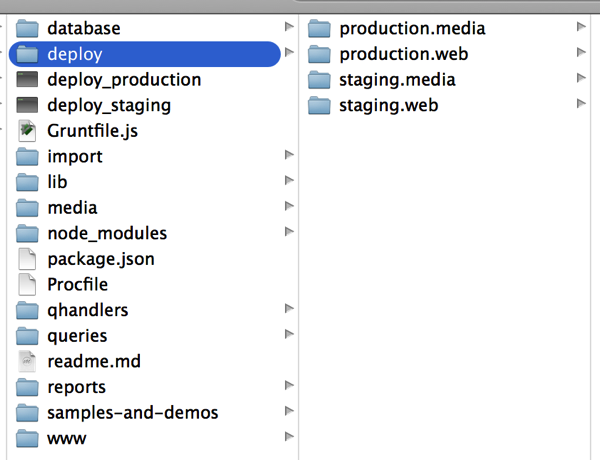 database
deploy
deploy_production
deploy_staging
Gruntfile.js
import
lib
media
node_modules
package.json
Procfile
qhandlers
queries
readme.md
reports
samples-and-demos
www
production.media
production.web
staging.media
staging.web